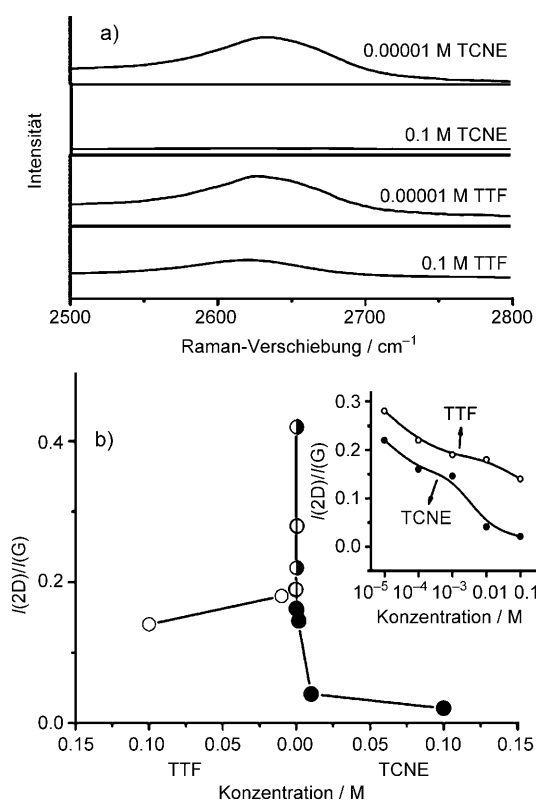 a)
0.00001 M TCNE
0.1 M TCNE
0.00001 M TTF
0.1 M TTF
Intensität
2500 2600 2700 2800
Raman-Verschiebung / cm⁻¹
b)
0.4
0.2
0.0
I(2D)/I(G)
0.15 0.10 0.05 0.00 0.05 0.10 0.15
TTF TCNE
Konzentration / M
0.3
0.2
0.1
0.0
I(2D)/I(G)
TTF
TCNE
10⁻⁵ 10⁻⁴ 10⁻³ 0.01 0.1
Konzentration / M